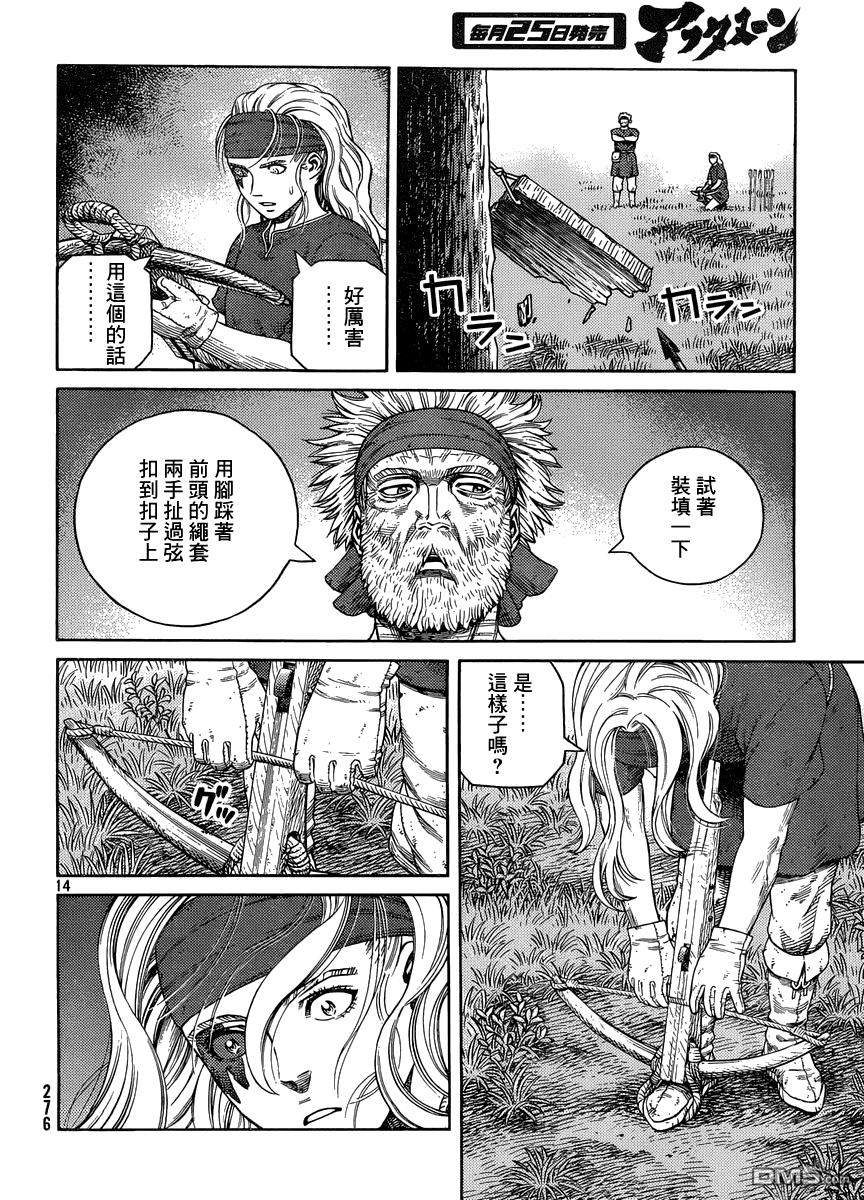 毎月25日発売
アフタヌーン
カラン
カラン
好厲害
………
用這個的話
………
試著
裝填一下
用腳踩著
前頭的繩套
兩手扯過弦
扣到扣子上
是……
這樣子嗎？
グッ
14
276